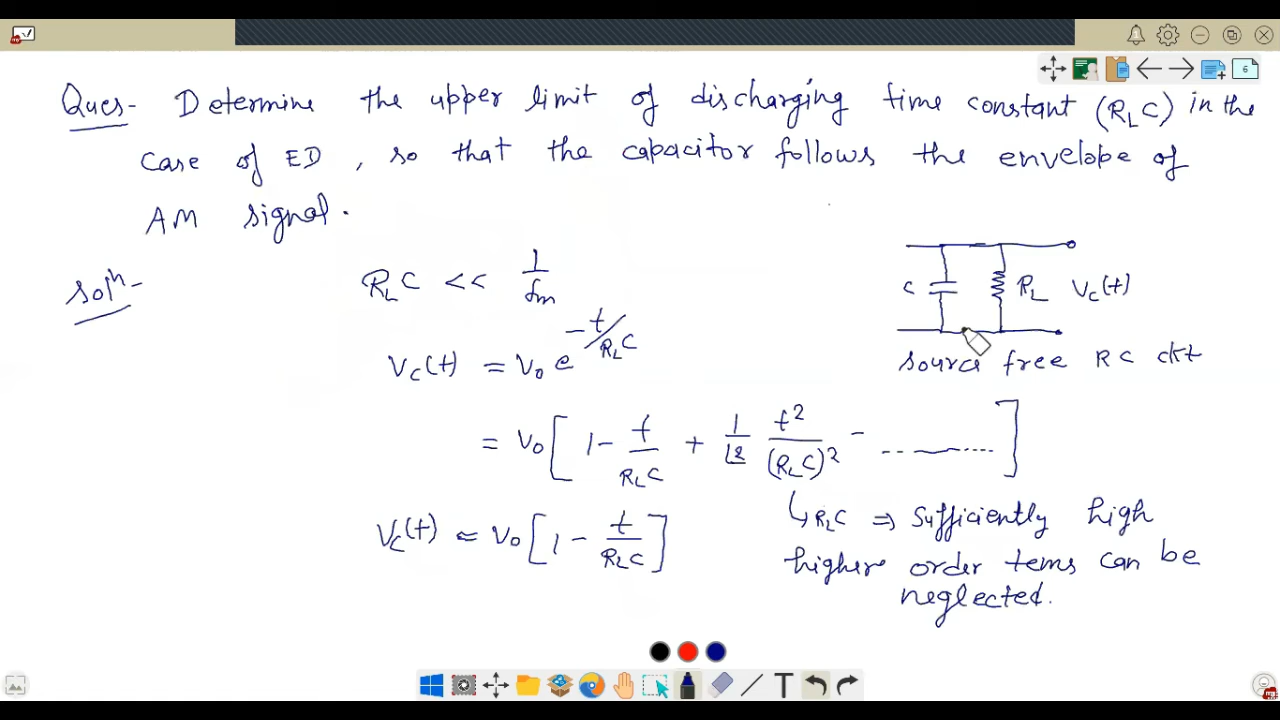 Ques- Determine the upper limit of discharging time constant (R_L C) in the
case of ED, so that the capacitor follows the envelope of
AM signal.
Solⁿ-
R_L C << 1/f_m
C R_L V_C(t)
source free RC ckt
V_C(t) = V_0 e^{-t/R_L C}
= V_0 [ 1 - t/R_L C + 1/⌊2 t²/(R_L C)² - ........ ]
↳ R_L C ⇒ Sufficiently high
higher order tems can be
neglected.
V_C(t) ≈ V_0 [ 1 - t/R_L C ]
6
T